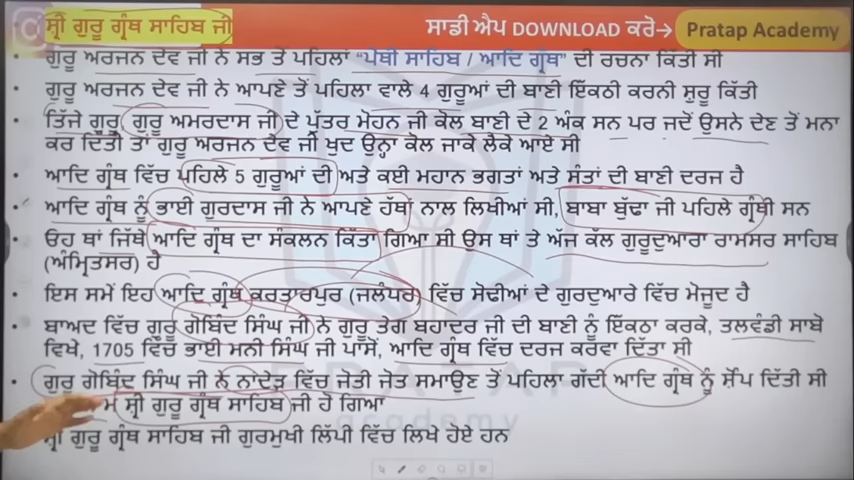 ਸ੍ਰੀ ਗੁਰੂ ਗ੍ਰੰਥ ਸਾਹਿਬ ਜੀ
ਸਾਡੀ ਐਪ DOWNLOAD ਕਰੋ→ Pratap Academy
• ਗੁਰੂ ਅਰਜਨ ਦੇਵ ਜੀ ਨੇ ਸਭ ਤੋਂ ਪਹਿਲਾਂ "ਪੋਥੀ ਸਾਹਿਬ / ਆਦਿ ਗ੍ਰੰਥ" ਦੀ ਰਚਨਾ ਕਿੱਤੀ ਸੀ
• ਗੁਰੂ ਅਰਜਨ ਦੇਵ ਜੀ ਨੇ ਆਪਣੇ ਤੋਂ ਪਹਿਲਾ ਵਾਲੇ 4 ਗੁਰੂਆਂ ਦੀ ਬਾਣੀ ਇੱਕਠੀ ਕਰਨੀ ਸ਼ੁਰੂ ਕਿੱਤੀ
• ਤਿੱਜੇ ਗੁਰੂ ਗੁਰੂ ਅਮਰਦਾਸ ਜੀ ਦੇ ਪੁੱਤਰ ਮੋਹਨ ਜੀ ਕੋਲ ਬਾਣੀ ਦੇ 2 ਅੰਕ ਸਨ ਪਰ ਜਦੋਂ ਉਸਨੇ ਦੇਣ ਤੋਂ ਮਨਾ
ਕਰ ਦਿੱਤੀ ਤਾਂ ਗੁਰੂ ਅਰਜਨ ਦੇਵ ਜੀ ਖੁਦ ਉਨ੍ਹਾ ਕੋਲ ਜਾਕੇ ਲੈਕੇ ਆਏ ਸੀ
• ਆਦਿ ਗ੍ਰੰਥ ਵਿੱਚ ਪਹਿਲੇ 5 ਗੁਰੂਆਂ ਦੀ ਅਤੇ ਕਈ ਮਹਾਨ ਭਗਤਾਂ ਅਤੇ ਸੰਤਾਂ ਦੀ ਬਾਣੀ ਦਰਜ ਹੈ
• ਆਦਿ ਗ੍ਰੰਥ ਨੂੰ ਭਾਈ ਗੁਰਦਾਸ ਜੀ ਨੇ ਆਪਣੇ ਹੱਥਾਂ ਨਾਲ ਲਿਖੀਆਂ ਸੀ, ਬਾਬਾ ਬੁੱਢਾ ਜੀ ਪਹਿਲੇ ਗ੍ਰੰਥੀ ਸਨ
• ਓਹ ਥਾਂ ਜਿੱਥੇ ਆਦਿ ਗ੍ਰੰਥ ਦਾ ਸੰਕਲਨ ਕਿੱਤਾ ਗਿਆ ਸੀ ਉਸ ਥਾਂ ਤੇ ਅੱਜ ਕੱਲ ਗੁਰੂਦੁਆਰਾ ਰਾਮਸਰ ਸਾਹਿਬ
(ਅੰਮ੍ਰਿਤਸਰ) ਹੈ
• ਇਸ ਸਮੇਂ ਇਹ ਆਦਿ ਗ੍ਰੰਥ ਕਰਤਾਰਪੁਰ (ਜਲੰਧਰ) ਵਿੱਚ ਸੋਢੀਆਂ ਦੇ ਗੁਰਦੁਆਰੇ ਵਿੱਚ ਮੋਜੂਦ ਹੈ
• ਬਾਅਦ ਵਿੱਚ ਗੁਰੂ ਗੋਬਿੰਦ ਸਿੰਘ ਜੀ ਨੇ ਗੁਰੂ ਤੇਗ ਬਹਾਦਰ ਜੀ ਦੀ ਬਾਣੀ ਨੂੰ ਇੱਕਠਾ ਕਰਕੇ, ਤਲਵੰਡੀ ਸਾਬੋ
ਵਿਖੇ, 1705 ਵਿੱਚ ਭਾਈ ਮਨੀ ਸਿੰਘ ਜੀ ਪਾਸੋਂ, ਆਦਿ ਗ੍ਰੰਥ ਵਿੱਚ ਦਰਜ ਕਰਵਾ ਦਿੱਤਾ ਸੀ
• ਗੁਰੂ ਗੋਬਿੰਦ ਸਿੰਘ ਜੀ ਨੇ ਨਾਂਦੇੜ ਵਿੱਚ ਜੋਤੀ ਜੋਤ ਸਮਾਉਣ ਤੋਂ ਪਹਿਲਾ ਗੱਦੀ ਆਦਿ ਗ੍ਰੰਥ ਨੂੰ ਸੌਂਪ ਦਿੱਤੀ ਸੀ
ਸ੍ਰੀ ਗੁਰੂ ਗ੍ਰੰਥ ਸਾਹਿਬ ਜੀ ਹੋ ਗਿਆ
ਸ੍ਰੀ ਗੁਰੂ ਗ੍ਰੰਥ ਸਾਹਿਬ ਜੀ ਗੁਰਮੁਖੀ ਲਿੱਪੀ ਵਿੱਚ ਲਿਖੇ ਹੋਏ ਹਨ
academy